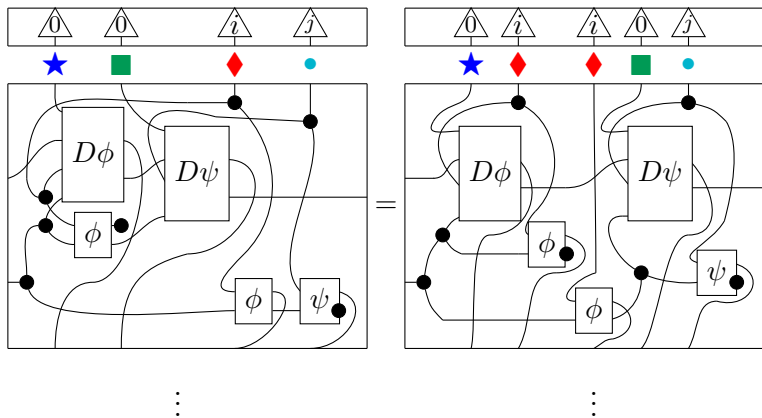 0 0 i j 0 i i 0 j
Dφ Dψ Dφ Dψ
=
φ φ
φ ψ φ ψ
⋮ ⋮